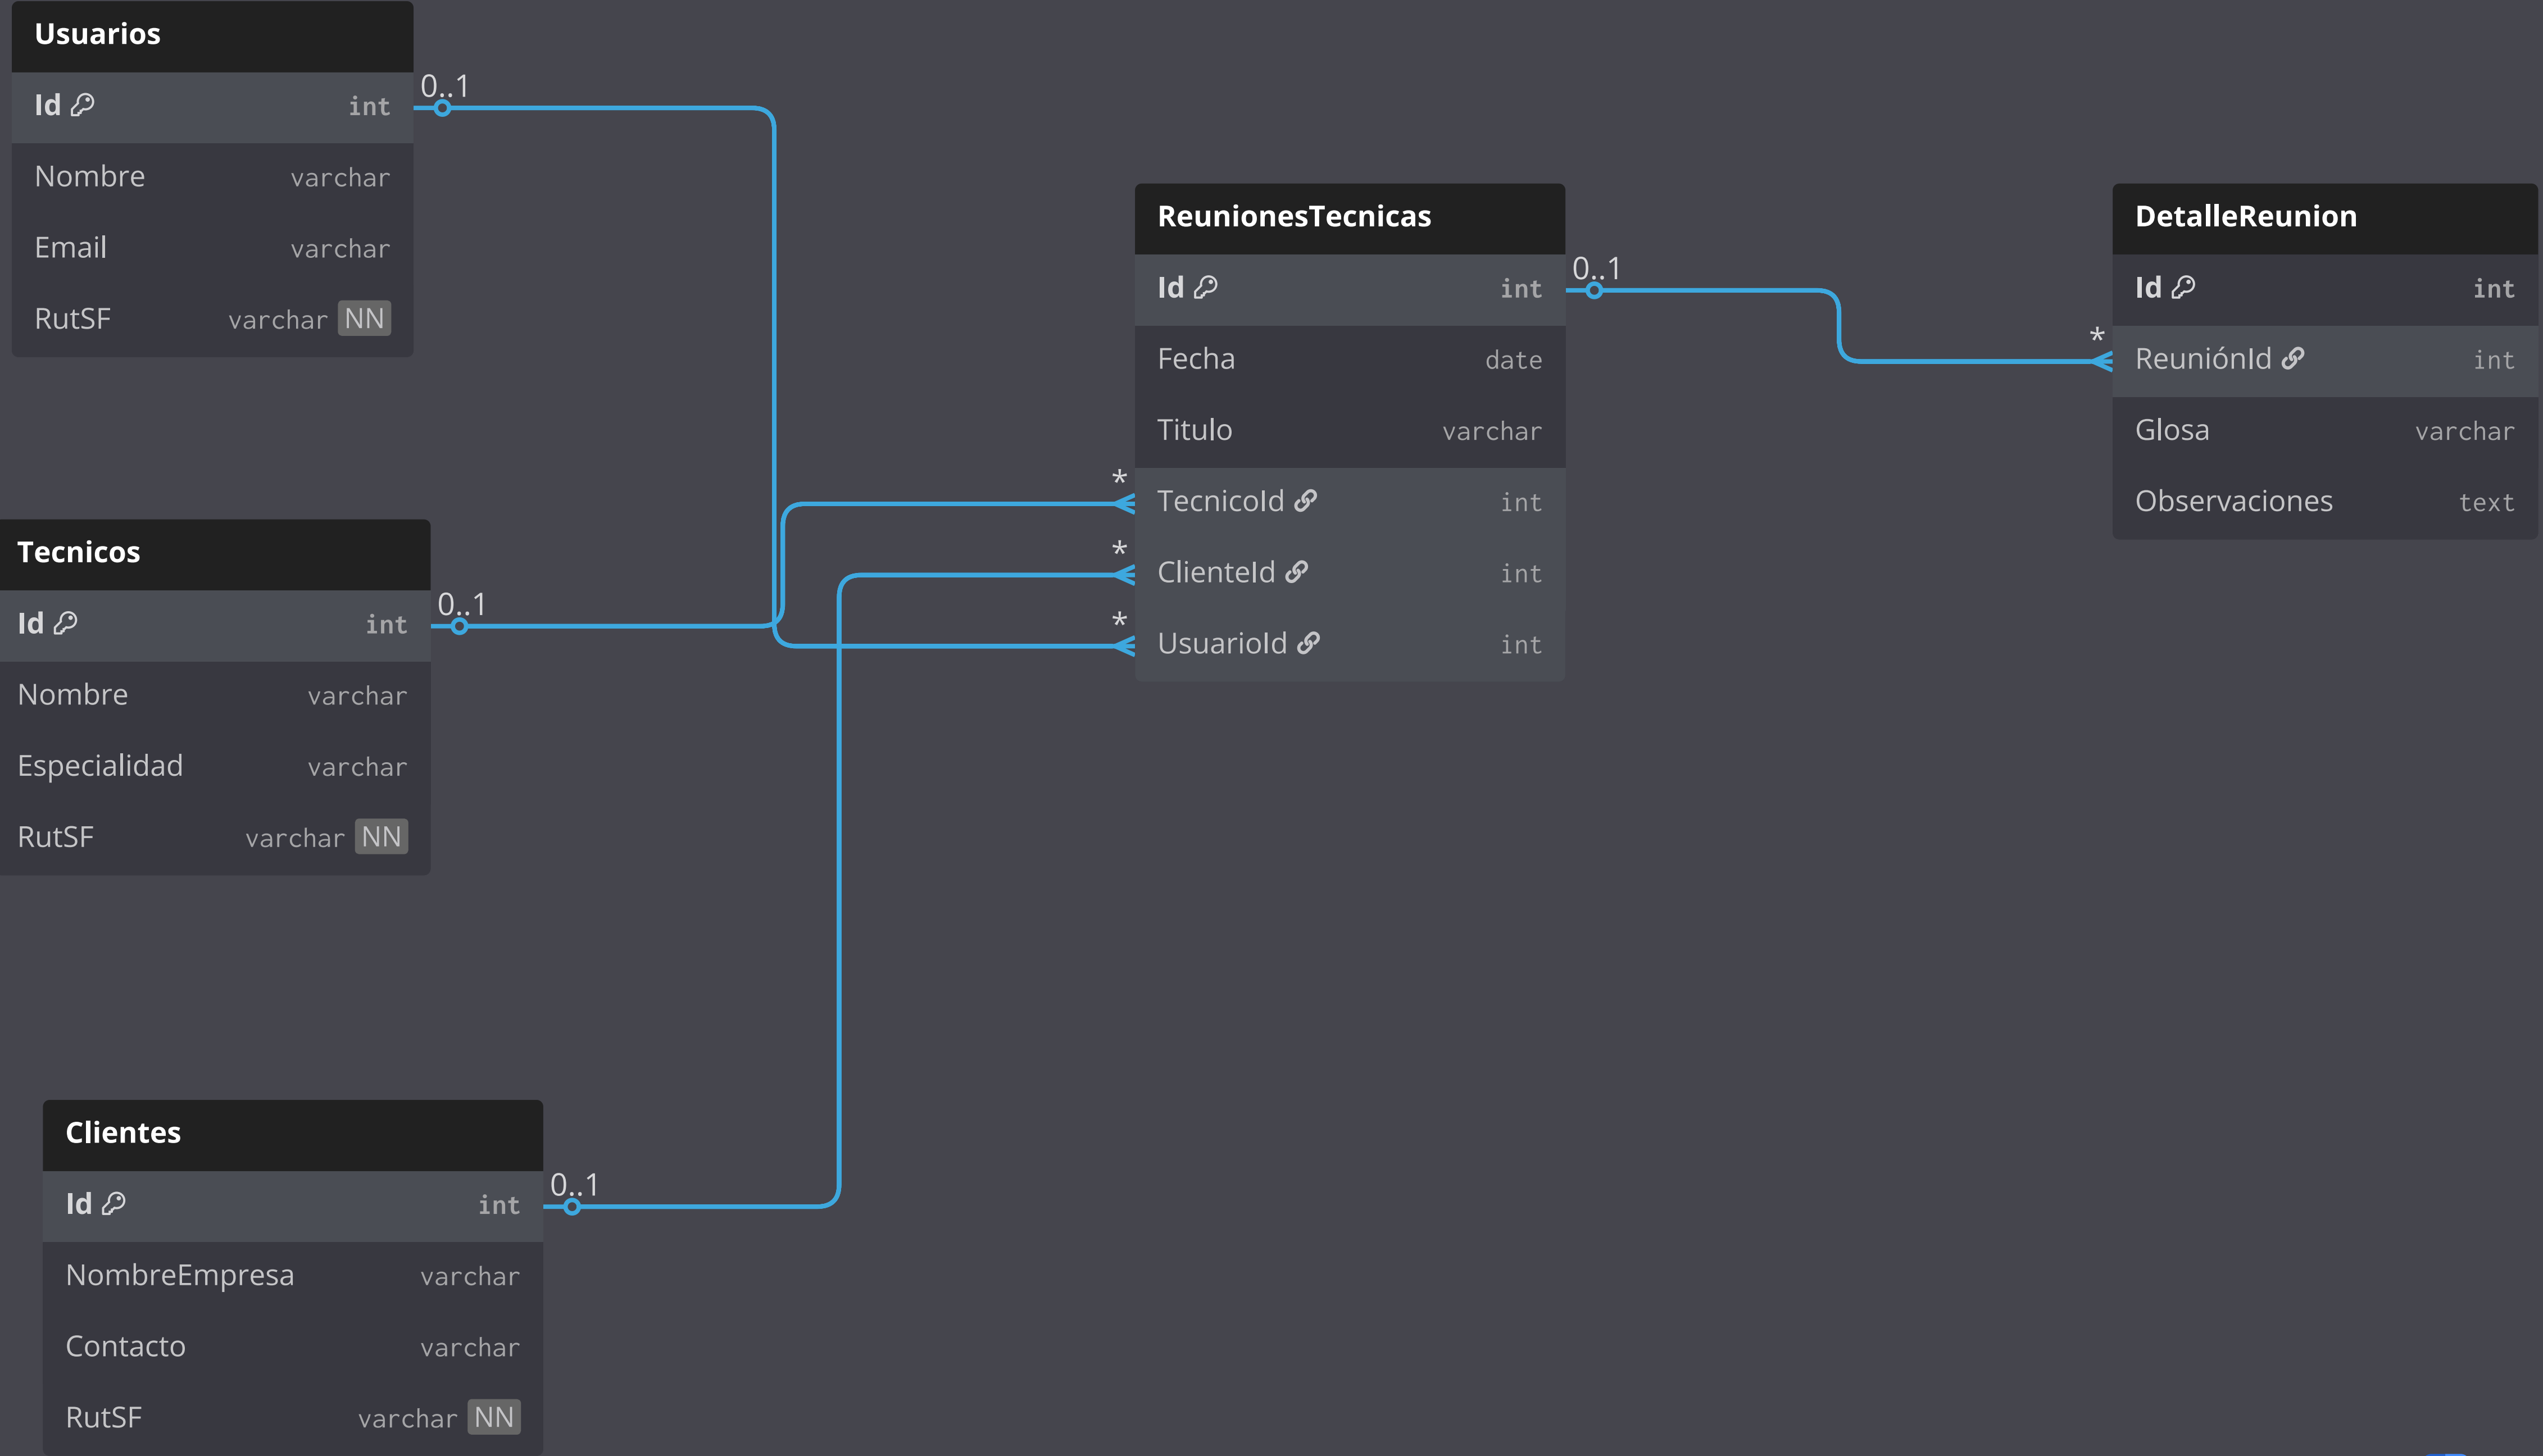 Usuarios
Id int
Nombre varchar
Email varchar
RutSF varchar NN
0..1
Tecnicos
Id int
Nombre varchar
Especialidad varchar
RutSF varchar NN
0..1
Clientes
Id int
NombreEmpresa varchar
Contacto varchar
RutSF varchar NN
0..1
ReunionesTecnicas
Id int
Fecha date
Titulo varchar
* TecnicoId int
* ClienteId int
* UsuarioId int
0..1
DetalleReunion
Id int
* ReuniónId int
Glosa varchar
Observaciones text